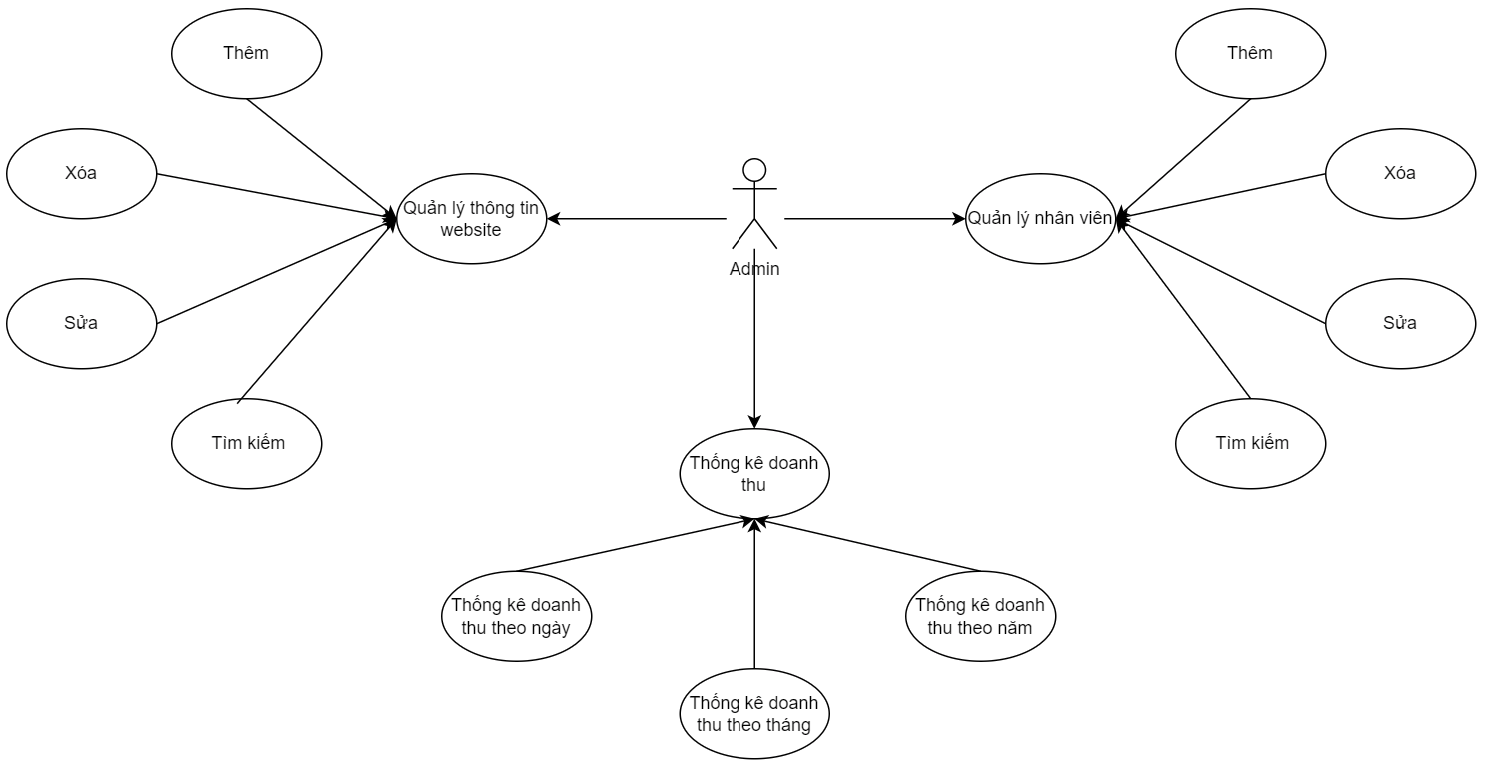 Thêm
Thêm
Xóa
Xóa
Quản lý thông tin
website
Quản lý nhân viên
Admin
Sửa
Sửa
Tìm kiếm
Tìm kiếm
Thống kê doanh
thu
Thống kê doanh
thu theo ngày
Thống kê doanh
thu theo năm
Thống kê doanh
thu theo tháng